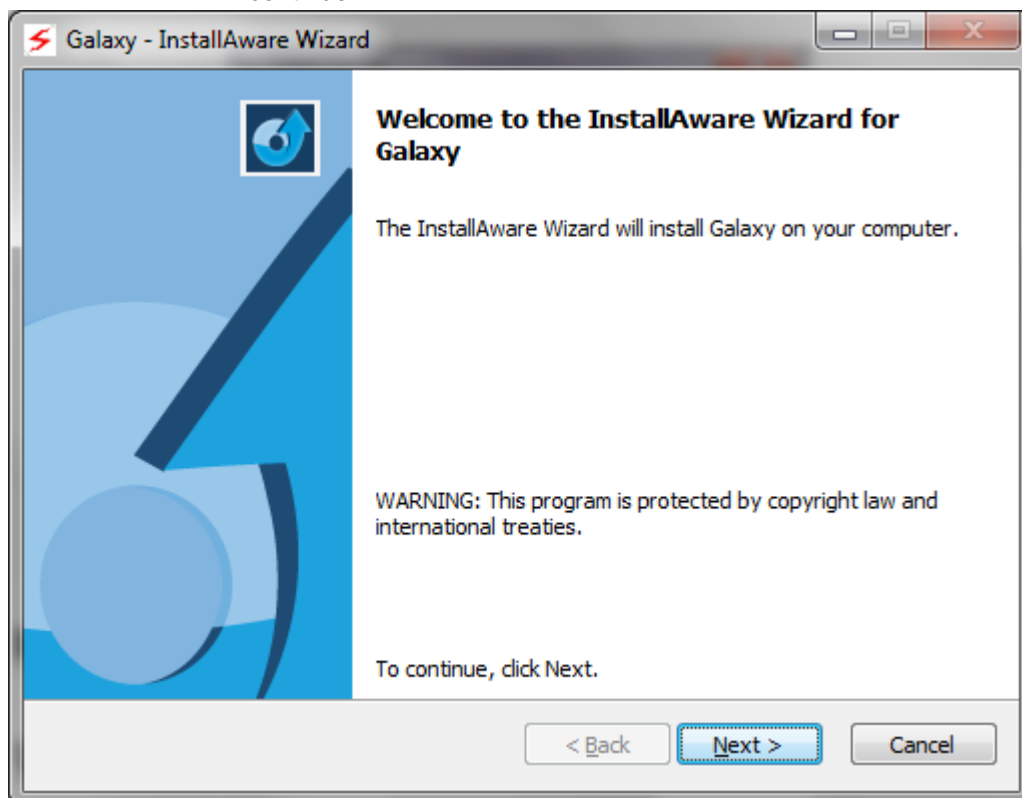 Galaxy - InstallAware Wizard
Welcome to the InstallAware Wizard for
Galaxy
The InstallAware Wizard will install Galaxy on your computer.
WARNING: This program is protected by copyright law and
international treaties.
To continue, click Next.
< Back Next > Cancel